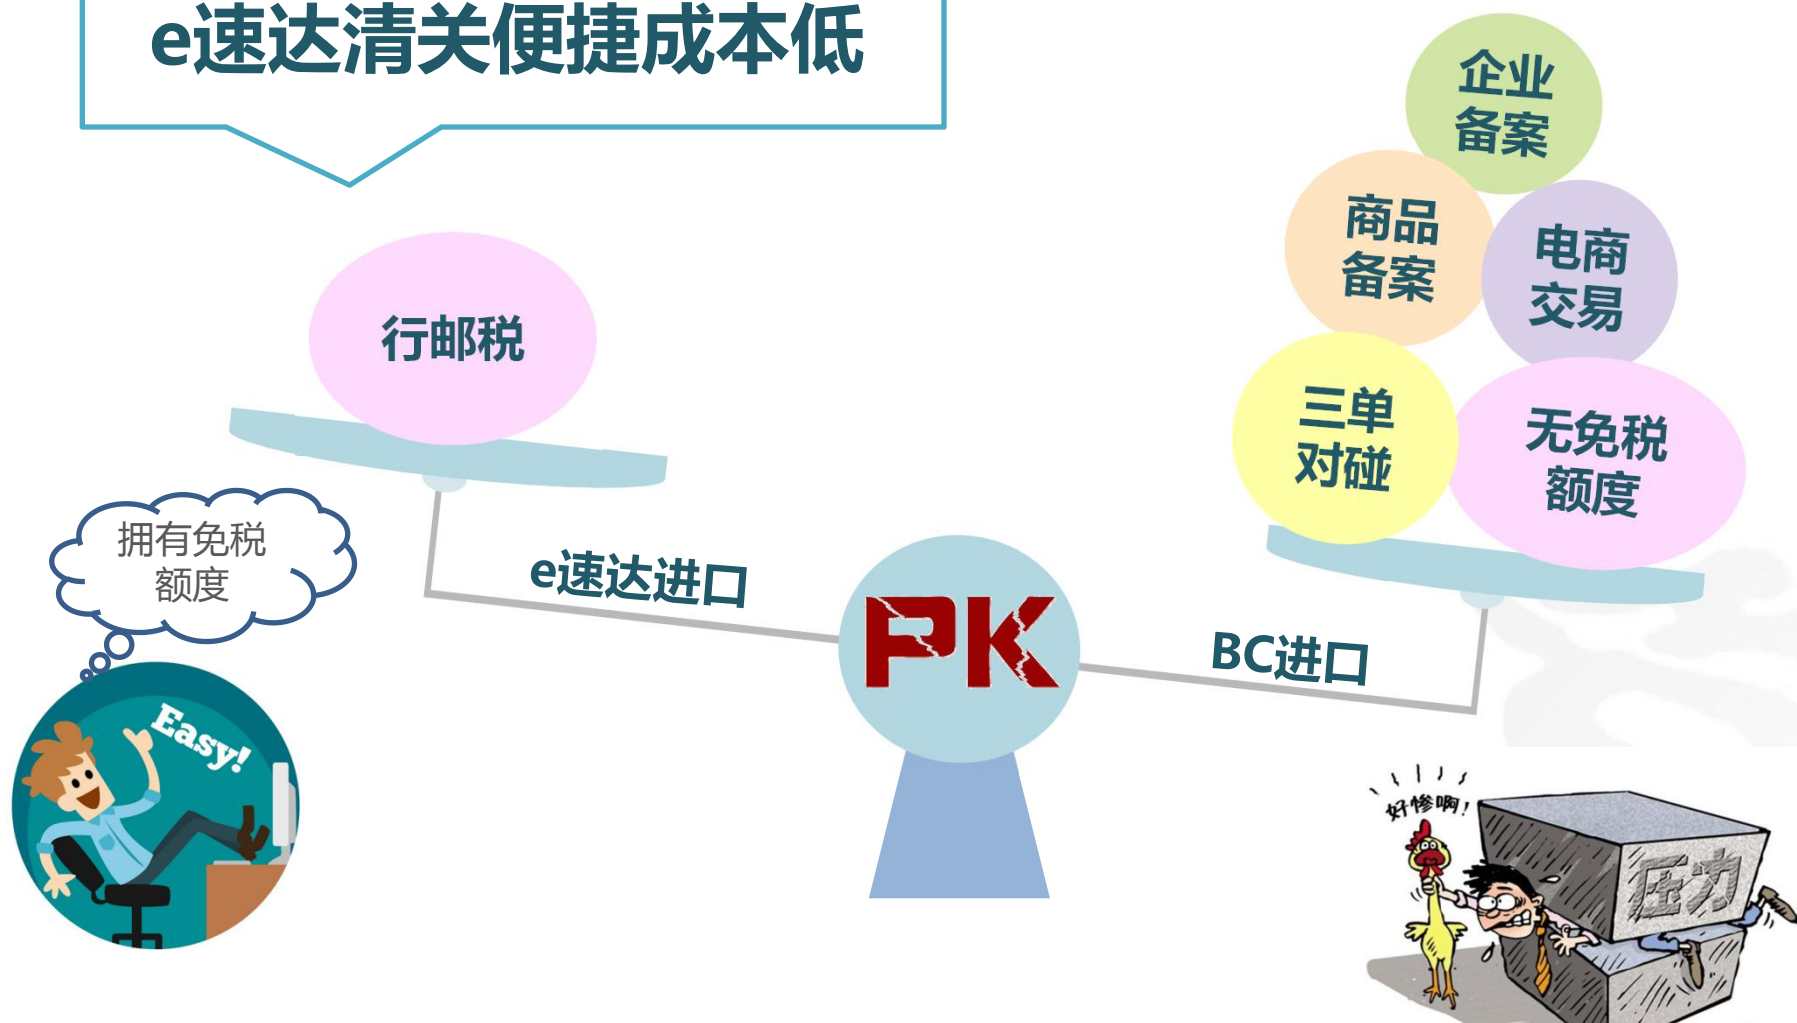 e速达清关便捷成本低
企业
备案
商品
备案
电商
交易
行邮税
三单
对碰
无免税
额度
拥有免税
额度
e速达进口
PK
BC进口
Easy!
好惨啊!
压力